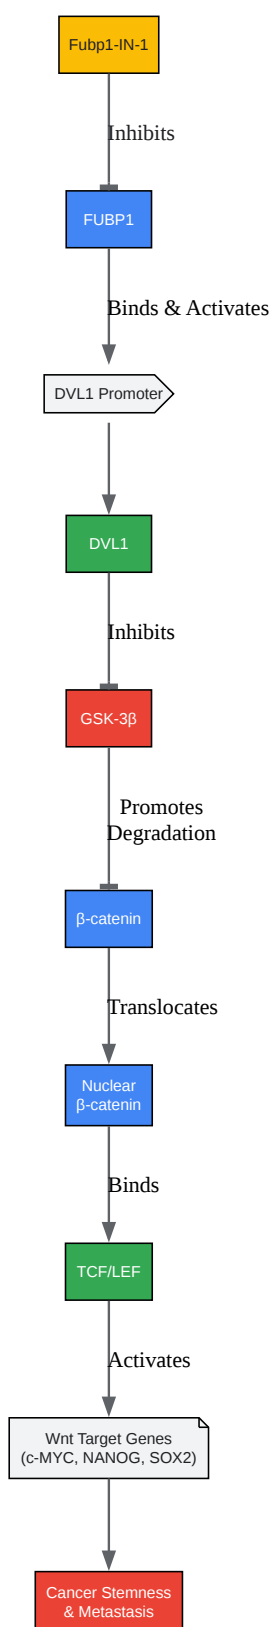 Fubp1-IN-1
Inhibits
FUBP1
Binds & Activates
DVL1 Promoter
DVL1
Inhibits
GSK-3β
Promotes
Degradation
β-catenin
Translocates
Nuclear
β-catenin
Binds
TCF/LEF
Activates
Wnt Target Genes
(c-MYC, NANOG, SOX2)
Cancer Stemness
& Metastasis